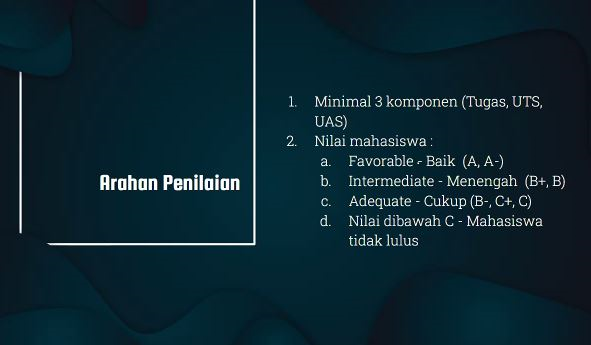 Arahan Penilaian
1. Minimal 3 komponen (Tugas, UTS,
UAS)
2. Nilai mahasiswa :
a. Favorable - Baik (A, A-)
b. Intermediate - Menengah (B+, B)
c. Adequate - Cukup (B-, C+, C)
d. Nilai dibawah C - Mahasiswa
tidak lulus